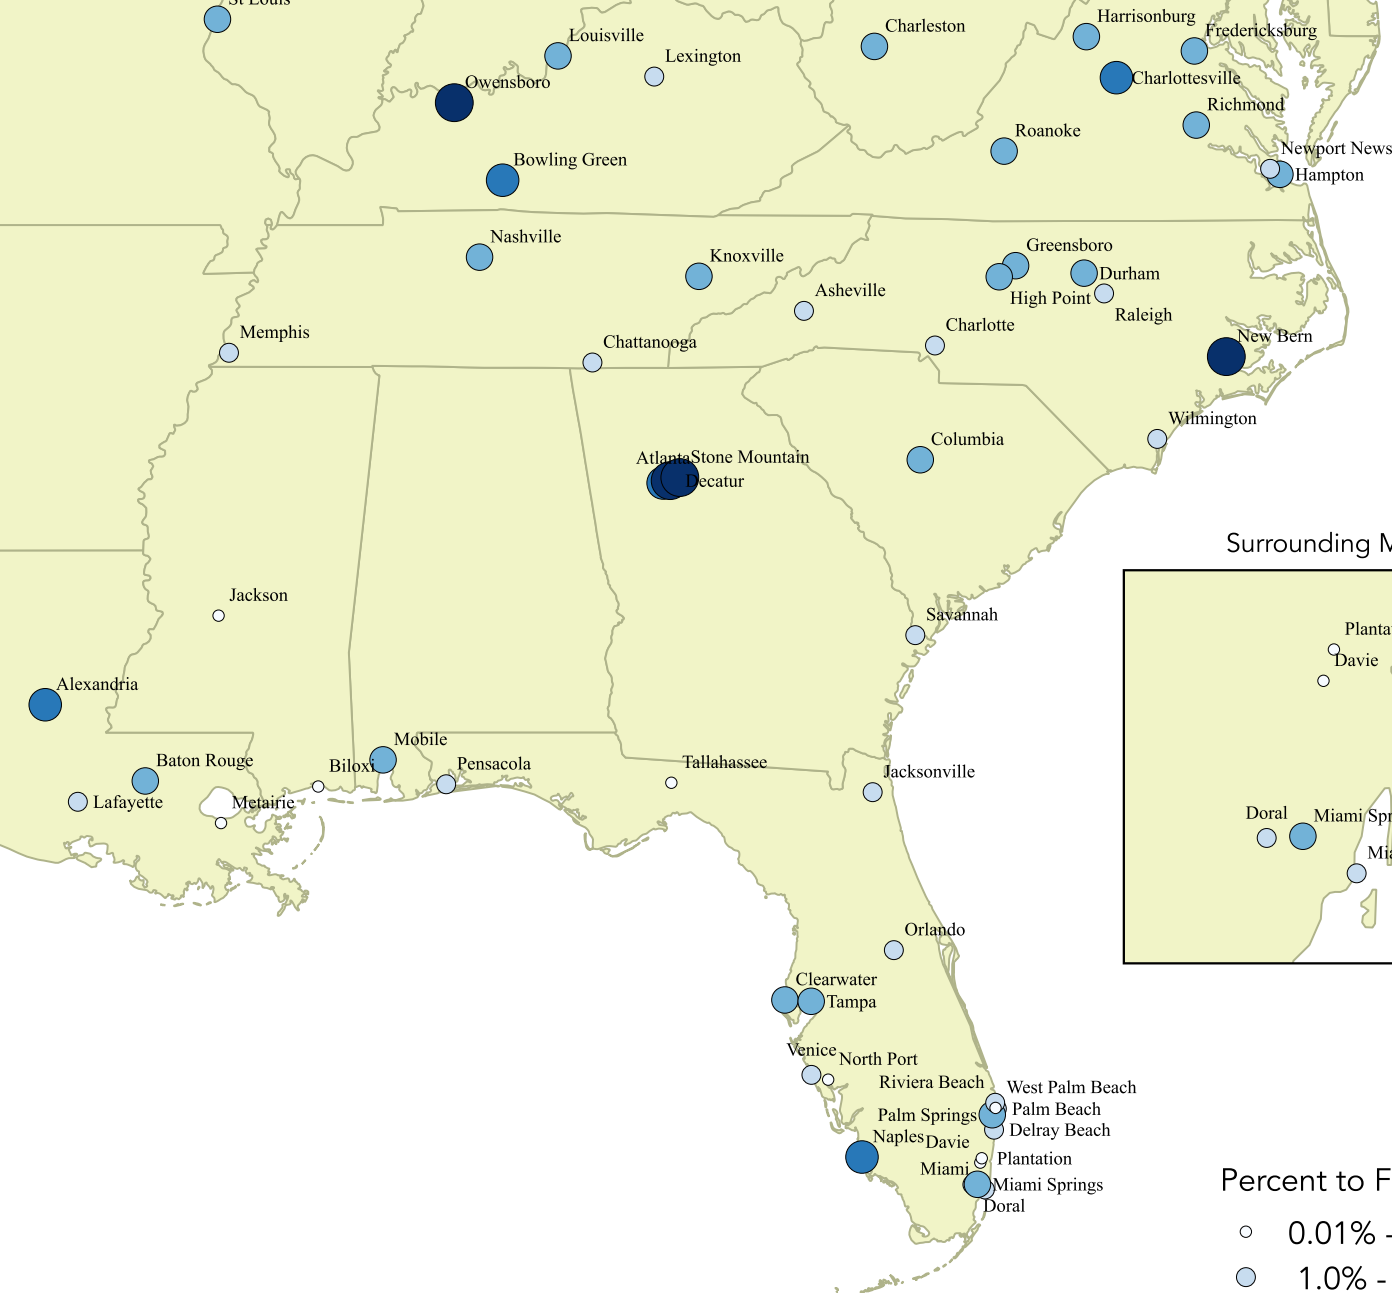 St Louis
Louisville
Lexington
Charleston
Harrisonburg
Fredericksburg
Owensboro
Charlottesville
Richmond
Roanoke
Newport News
Hampton
Bowling Green
Nashville
Knoxville
Greensboro
Durham
High Point
Raleigh
Asheville
Charlotte
Memphis
Chattanooga
New Bern
Wilmington
Columbia
Atlanta
Stone Mountain
Decatur
Surrounding M
Jackson
Savannah
Planta
Davie
Alexandria
Mobile
Baton Rouge
Biloxi
Pensacola
Tallahassee
Jacksonville
Lafayette
Metairie
Doral
Miami Spr
Mia
Orlando
Clearwater
Tampa
Venice
North Port
Riviera Beach
West Palm Beach
Palm Springs
Palm Beach
Delray Beach
Naples
Davie
Plantation
Miami
Miami Springs
Doral
Percent to F
0.01% -
1.0% -